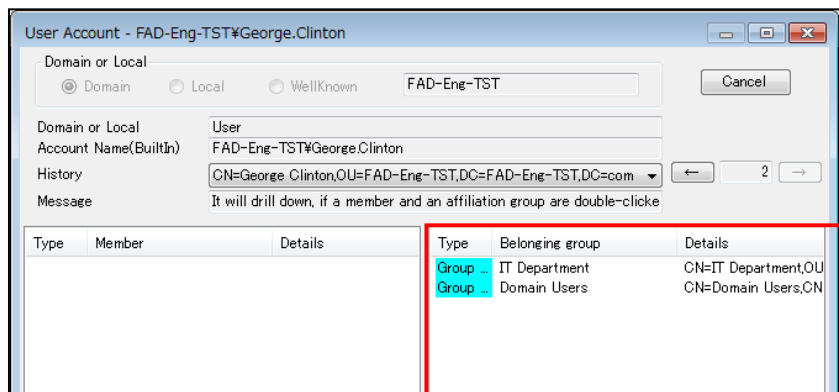 User Account - FAD-Eng-TST¥George.Clinton
Domain or Local
Domain Local WellKnown FAD-Eng-TST Cancel
Domain or Local User
Account Name(BuiltIn) FAD-Eng-TST¥George.Clinton
History CN=George Clinton,OU=FAD-Eng-TST,DC=FAD-Eng-TST,DC=com ← 2 →
Message It will drill down, if a member and an affiliation group are double-clicke
Type Member Details Type Belonging group Details
Group ... IT Department CN=IT Department,OU
Group ... Domain Users CN=Domain Users,CN